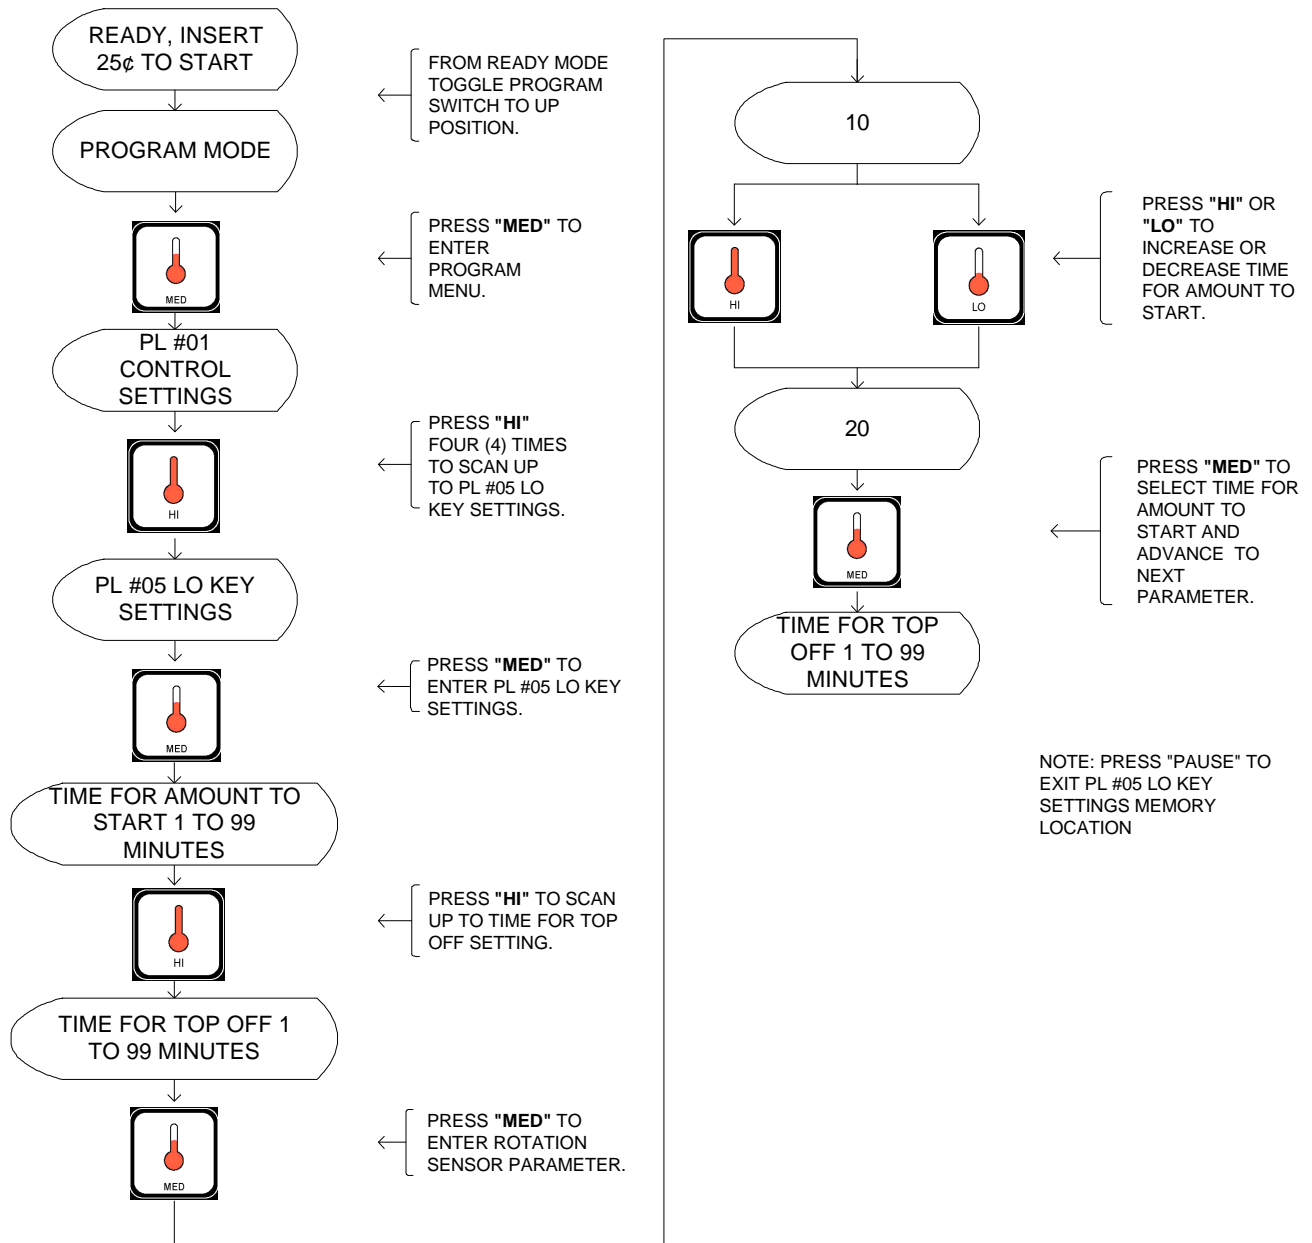 READY, INSERT
25¢ TO START
FROM READY MODE
TOGGLE PROGRAM
SWITCH TO UP
POSITION.
PROGRAM MODE
PRESS "MED" TO
ENTER
PROGRAM
MENU.
MED
PL #01
CONTROL
SETTINGS
PRESS "HI"
FOUR (4) TIMES
TO SCAN UP
TO PL #05 LO
KEY SETTINGS.
HI
PL #05 LO KEY
SETTINGS
PRESS "MED" TO
ENTER PL #05 LO KEY
SETTINGS.
MED
TIME FOR AMOUNT TO
START 1 TO 99
MINUTES
PRESS "HI" TO SCAN
UP TO TIME FOR TOP
OFF SETTING.
HI
TIME FOR TOP OFF 1
TO 99 MINUTES
PRESS "MED" TO
ENTER ROTATION
SENSOR PARAMETER.
MED
10
PRESS "HI" OR
"LO" TO
INCREASE OR
DECREASE TIME
FOR AMOUNT TO
START.
HI
LO
20
PRESS "MED" TO
SELECT TIME FOR
AMOUNT TO
START AND
ADVANCE TO
NEXT
PARAMETER.
MED
TIME FOR TOP
OFF 1 TO 99
MINUTES
NOTE: PRESS "PAUSE" TO
EXIT PL #05 LO KEY
SETTINGS MEMORY
LOCATION